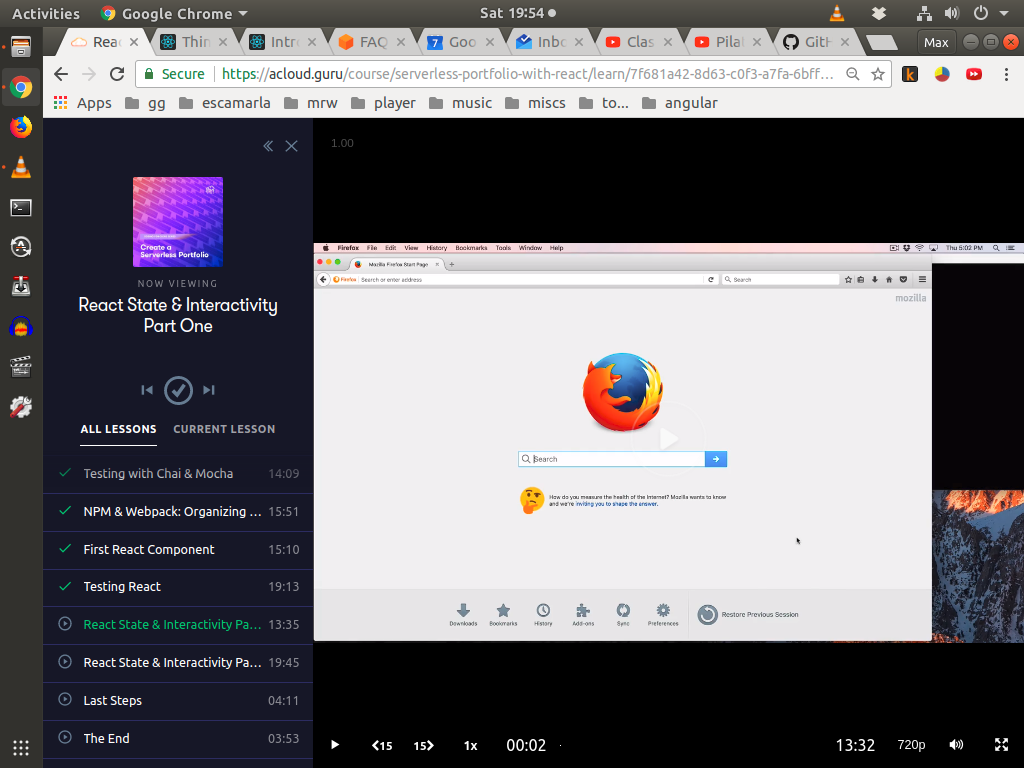 Activities
Google Chrome
Sat 19:54
Reac
Thin
Intr
FAQ
7
Goo
Inb
Clas
Pilat
GitH
Max
Secure
https://acloud.guru/course/serverless-portfolio-with-react/learn/7f681a42-8d63-c0f3-a7fa-6bff…
k
Apps
gg
escamarla
mrw
player
music
miscs
to...
angular
1.00
Create a
Serverless Portfolio
NOW VIEWING
React State & Interactivity
Part One
ALL LESSONS
CURRENT LESSON
Testing with Chai & Mocha 14:09
NPM & Webpack: Organizing ... 15:51
First React Component 15:10
Testing React 19:13
React State & Interactivity Pa... 13:35
React State & Interactivity Pa... 19:45
Last Steps 04:11
The End 03:53
Firefox File Edit View History Bookmarks Tools Window Help
Thu 5:02 PM
Mozilla Firefox Start Page
Firefox
Search or enter address
Search
mozilla
Search
How do you measure the health of the Internet? Mozilla wants to know
and we're inviting you to shape the answer.
Downloads
Bookmarks
History
Add-ons
Sync
Preferences
Restore Previous Session
15
15
1x
00:02
13:32
720p